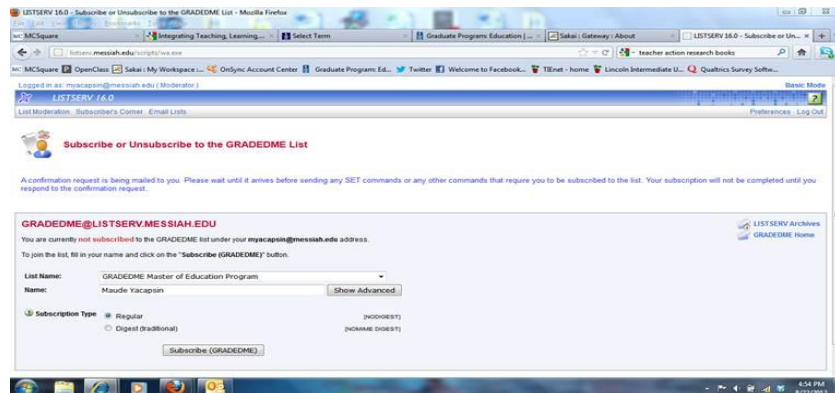 LISTSERV 16.0 - Subscribe or Unsubscribe to the GRADEDME List - Mozilla Firefox
MC MCSquare
Integrating Teaching, Learning,...
Select Term
Graduate Program: Education | ...
Sakai : Gateway : About
LISTSERV 16.0 - Subscribe or Un...
listserv.messiah.edu/scripts/wa.exe
teacher action research books
MC MCSquare
OpenClass
Sakai : My Workspace : ...
OnSync Account Center
Graduate Program: Ed...
Twitter
Welcome to Facebook...
TIEnet - home
Lincoln Intermediate U...
Qualtrics Survey Softw...
Logged in as: myacapsin@messiah.edu ( Moderator )
Basic Mode
LISTSERV 16.0
?
List Moderation Subscriber's Corner Email Lists
Preferences Log Out
Subscribe or Unsubscribe to the GRADEDME List
A confirmation request is being mailed to you. Please wait until it arrives before sending any SET commands or any other commands that require you to be subscribed to the list. Your subscription will not be completed until you
respond to the confirmation request.
GRADEDME@LISTSERV.MESSIAH.EDU
LISTSERV Archives
GRADEDME Home
You are currently not subscribed to the GRADEDME list under your myacapsin@messiah.edu address.
To join the list, fill in your name and click on the "Subscribe (GRADEDME)" button.
List Name: GRADEDME Master of Education Program
Name: Maude Yacapsin Show Advanced
Subscription Type Regular [NODIGEST]
Digest (traditional) [NOMIME DIGEST]
Subscribe (GRADEDME)
4:54 PM